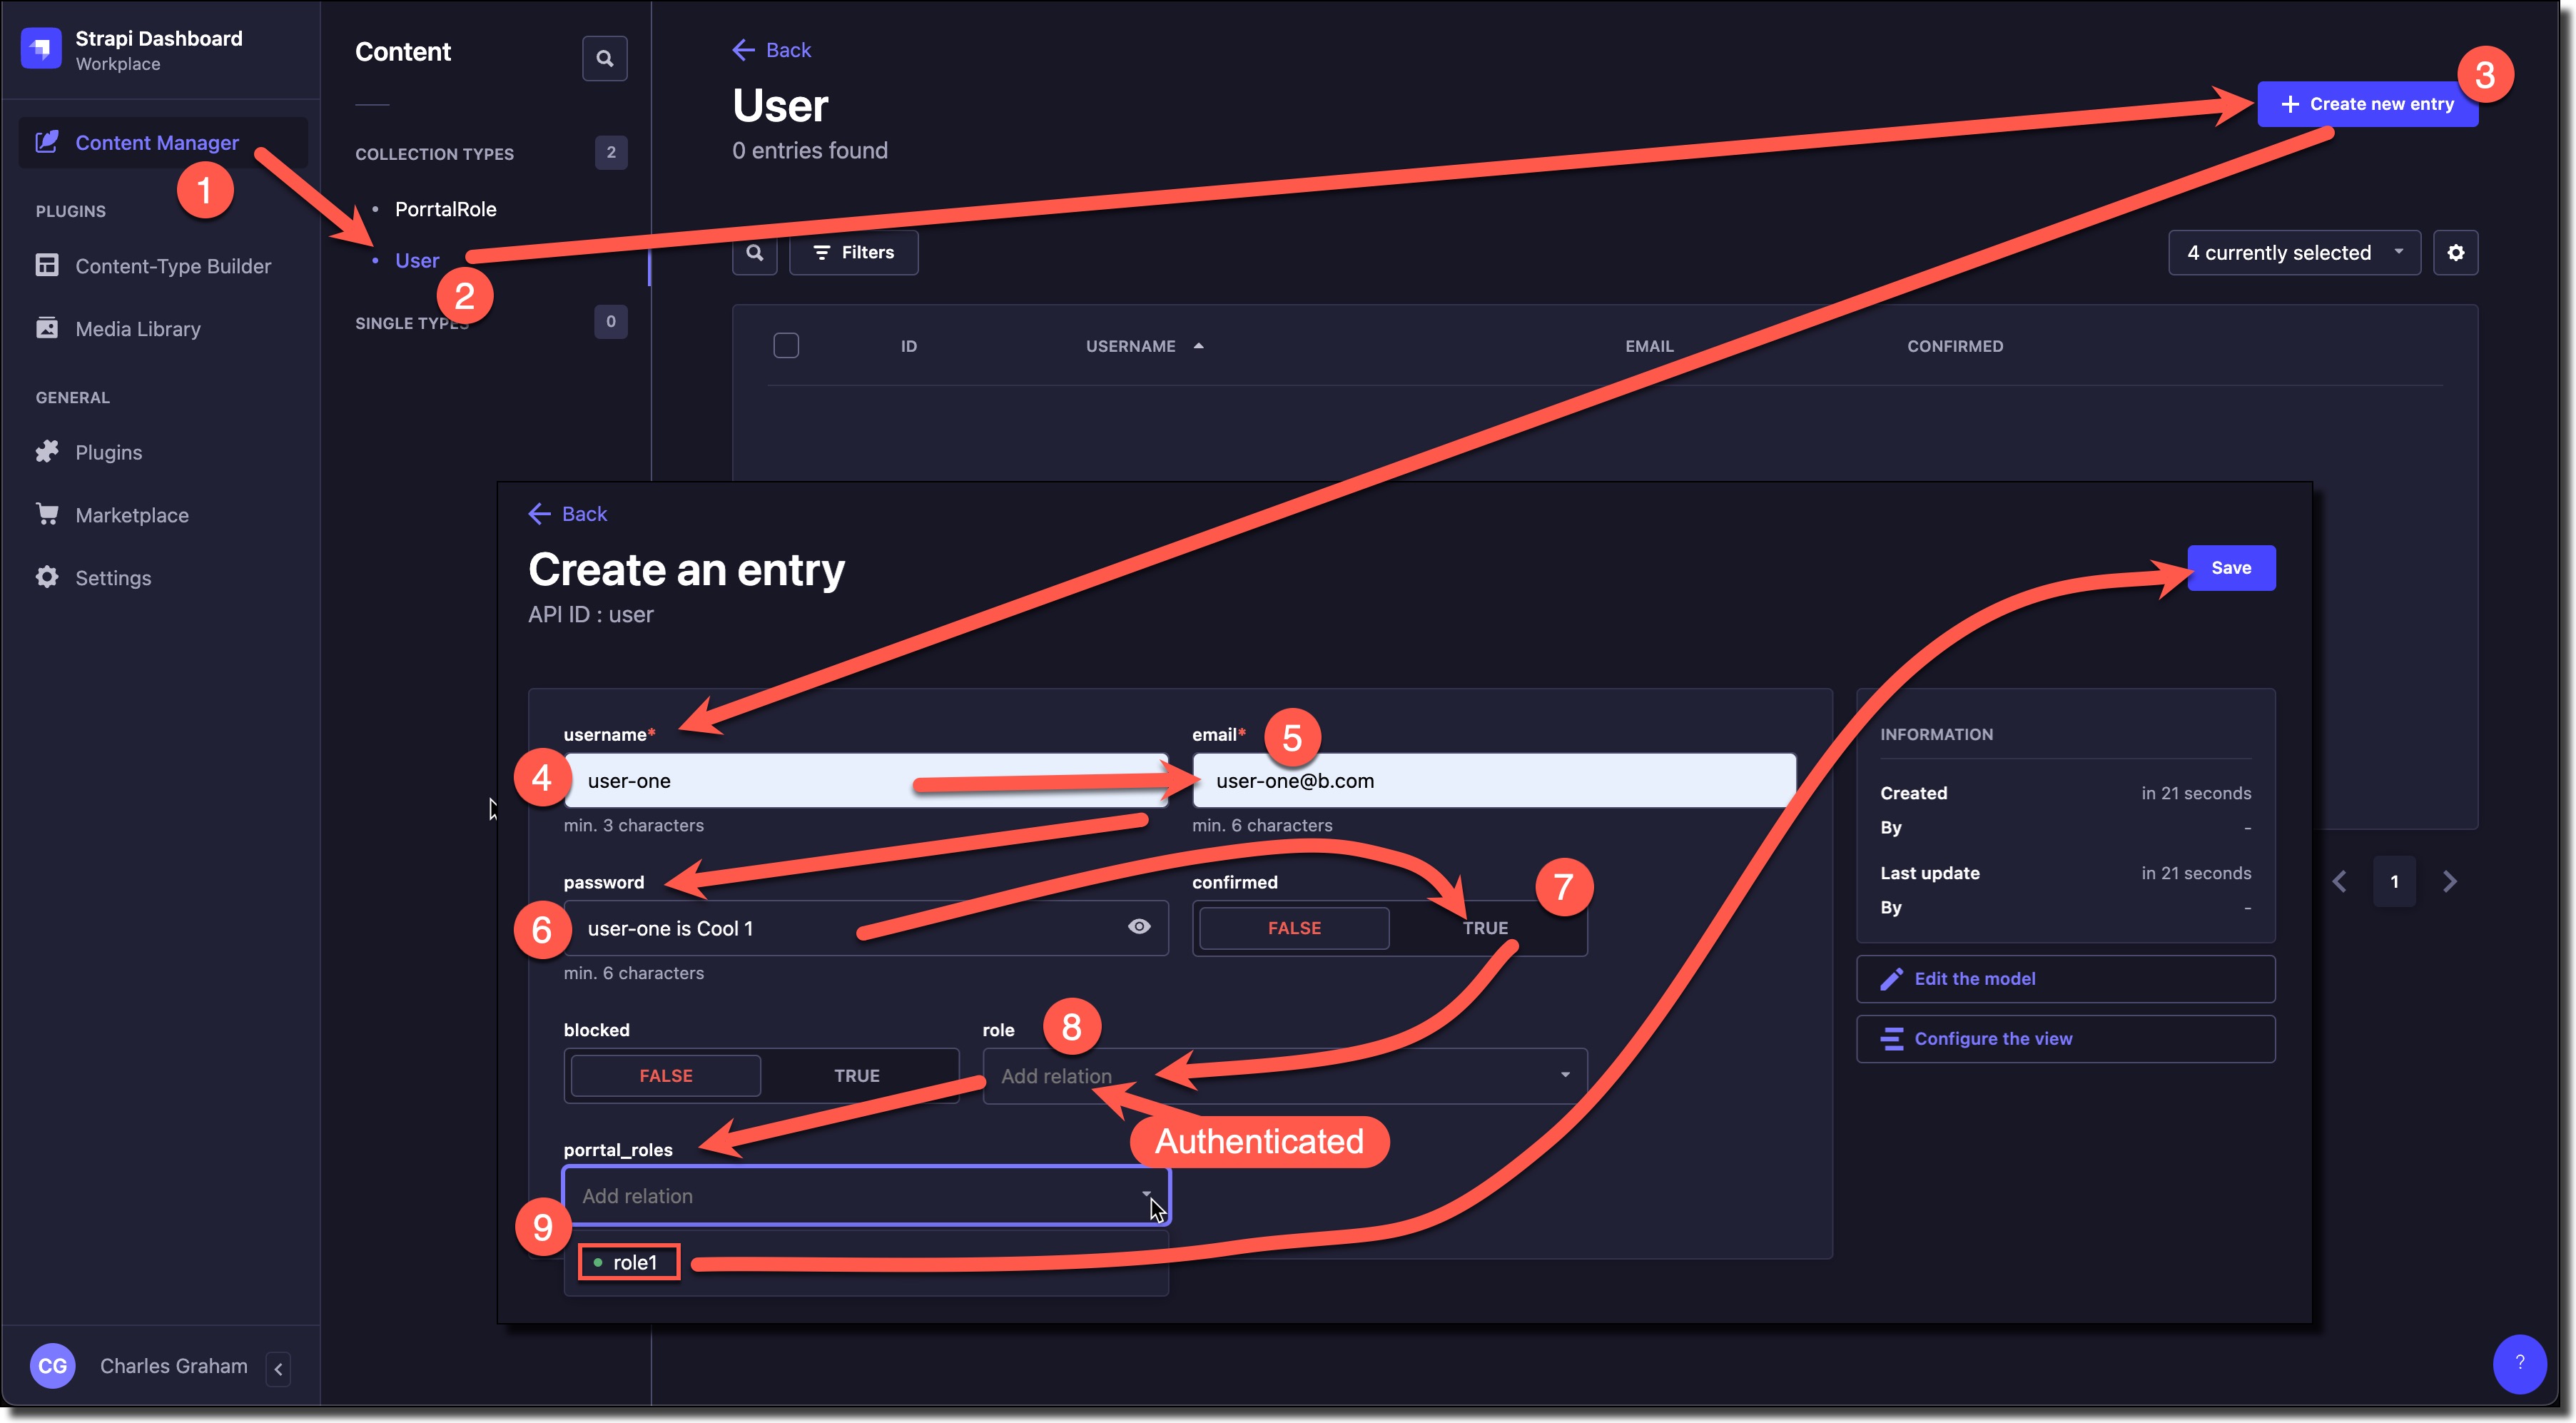 Strapi Dashboard
Workplace
Content Manager
1
PLUGINS
Content-Type Builder
Media Library
GENERAL
Plugins
Marketplace
Settings
CG
Charles Graham
Content
COLLECTION TYPES
2
PorrtalRole
User
2
SINGLE TYPES
0
Back
User
0 entries found
Create new entry
3
Filters
4 currently selected
ID
USERNAME
EMAIL
CONFIRMED
1
?
Back
Create an entry
API ID : user
Save
username*
4
user-one
min. 3 characters
email*
5
user-one@b.com
min. 6 characters
password
6
user-one is Cool 1
min. 6 characters
confirmed
FALSE
TRUE
7
blocked
FALSE
TRUE
role
8
Add relation
Authenticated
porrtal_roles
Add relation
9
role1
INFORMATION
Created
in 21 seconds
By
-
Last update
in 21 seconds
By
-
Edit the model
Configure the view